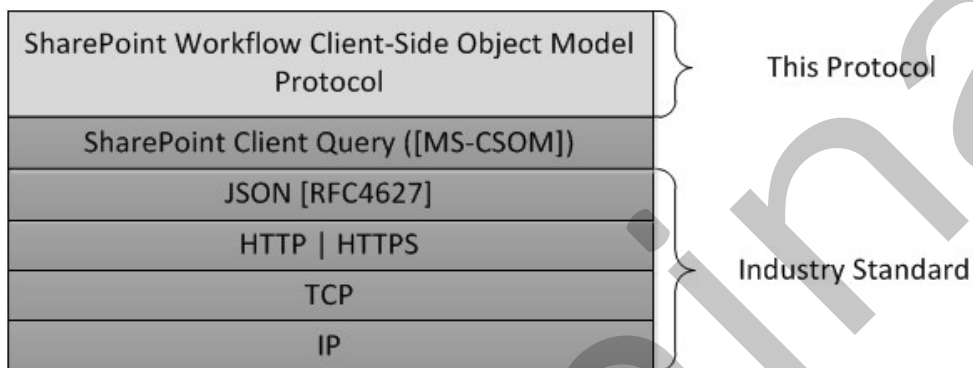 SharePoint Workflow Client-Side Object Model
Protocol
This Protocol
SharePoint Client Query ([MS-CSOM])
JSON [RFC4627]
HTTP | HTTPS
Industry Standard
TCP
IP